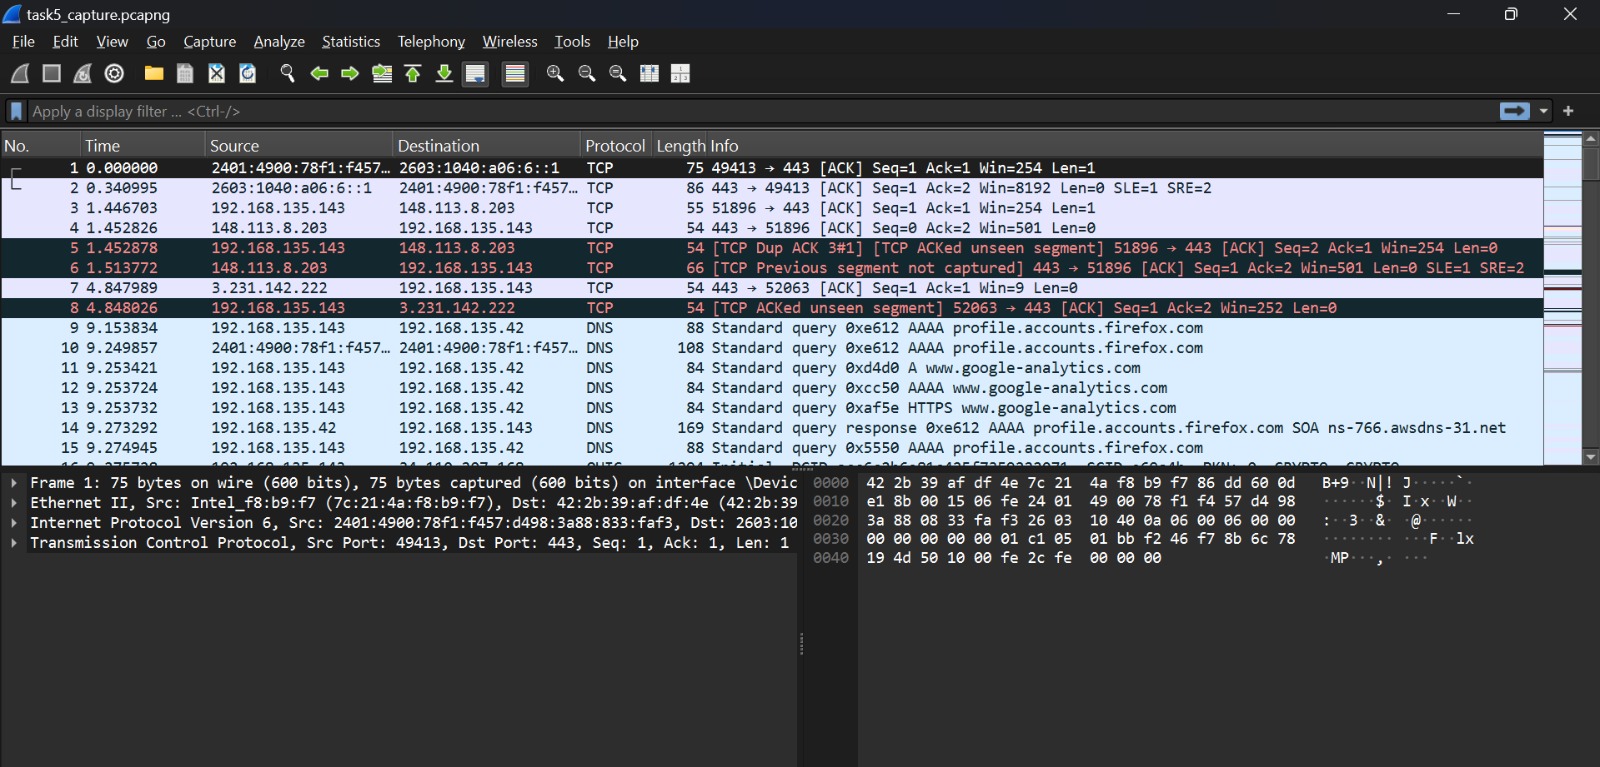 task5_capture.pcapng
File Edit View Go Capture Analyze Statistics Telephony Wireless Tools Help
Apply a display filter ... <Ctrl-/>
No. Time Source Destination Protocol Length Info
1 0.000000 2401:4900:78f1:f457… 2603:1040:a06:6::1 TCP 75 49413 → 443 [ACK] Seq=1 Ack=1 Win=254 Len=1
2 0.340995 2603:1040:a06:6::1 2401:4900:78f1:f457… TCP 86 443 → 49413 [ACK] Seq=1 Ack=2 Win=8192 Len=0 SLE=1 SRE=2
3 1.446703 192.168.135.143 148.113.8.203 TCP 55 51896 → 443 [ACK] Seq=1 Ack=1 Win=254 Len=1
4 1.452826 148.113.8.203 192.168.135.143 TCP 54 443 → 51896 [ACK] Seq=0 Ack=2 Win=501 Len=0
5 1.452878 192.168.135.143 148.113.8.203 TCP 54 [TCP Dup ACK 3#1] [TCP ACKed unseen segment] 51896 → 443 [ACK] Seq=2 Ack=1 Win=254 Len=0
6 1.513772 148.113.8.203 192.168.135.143 TCP 66 [TCP Previous segment not captured] 443 → 51896 [ACK] Seq=1 Ack=2 Win=501 Len=0 SLE=1 SRE=2
7 4.847989 3.231.142.222 192.168.135.143 TCP 54 443 → 52063 [ACK] Seq=1 Ack=1 Win=9 Len=0
8 4.848026 192.168.135.143 3.231.142.222 TCP 54 [TCP ACKed unseen segment] 52063 → 443 [ACK] Seq=1 Ack=2 Win=252 Len=0
9 9.153834 192.168.135.143 192.168.135.42 DNS 88 Standard query 0xe612 AAAA profile.accounts.firefox.com
10 9.249857 2401:4900:78f1:f457… 2401:4900:78f1:f457… DNS 108 Standard query 0xe612 AAAA profile.accounts.firefox.com
11 9.253421 192.168.135.143 192.168.135.42 DNS 84 Standard query 0xd4d0 A www.google-analytics.com
12 9.253724 192.168.135.143 192.168.135.42 DNS 84 Standard query 0xcc50 AAAA www.google-analytics.com
13 9.253732 192.168.135.143 192.168.135.42 DNS 84 Standard query 0xaf5e HTTPS www.google-analytics.com
14 9.273292 192.168.135.42 192.168.135.143 DNS 169 Standard query response 0xe612 AAAA profile.accounts.firefox.com SOA ns-766.awsdns-31.net
15 9.274945 192.168.135.143 192.168.135.42 DNS 88 Standard query 0x5550 AAAA profile.accounts.firefox.com
Frame 1: 75 bytes on wire (600 bits), 75 bytes captured (600 bits) on interface \Devic
Ethernet II, Src: Intel_f8:b9:f7 (7c:21:4a:f8:b9:f7), Dst: 42:2b:39:af:df:4e (42:2b:39
Internet Protocol Version 6, Src: 2401:4900:78f1:f457:d498:3a88:833:faf3, Dst: 2603:10
Transmission Control Protocol, Src Port: 49413, Dst Port: 443, Seq: 1, Ack: 1, Len: 1
0000 42 2b 39 af df 4e 7c 21 4a f8 b9 f7 86 dd 60 0d B+9··N|! J·····`·
0010 e1 8b 00 15 06 fe 24 01 49 00 78 f1 f4 57 d4 98 ······$· I·x··W··
0020 3a 88 08 33 fa f3 26 03 10 40 0a 06 00 06 00 00 :··3··&· ·@······
0030 00 00 00 00 00 01 c1 05 01 bb f2 46 f7 8b 6c 78 ········ ···F··lx
0040 19 4d 50 10 00 fe 2c fe 00 00 00 ·MP···,· ···